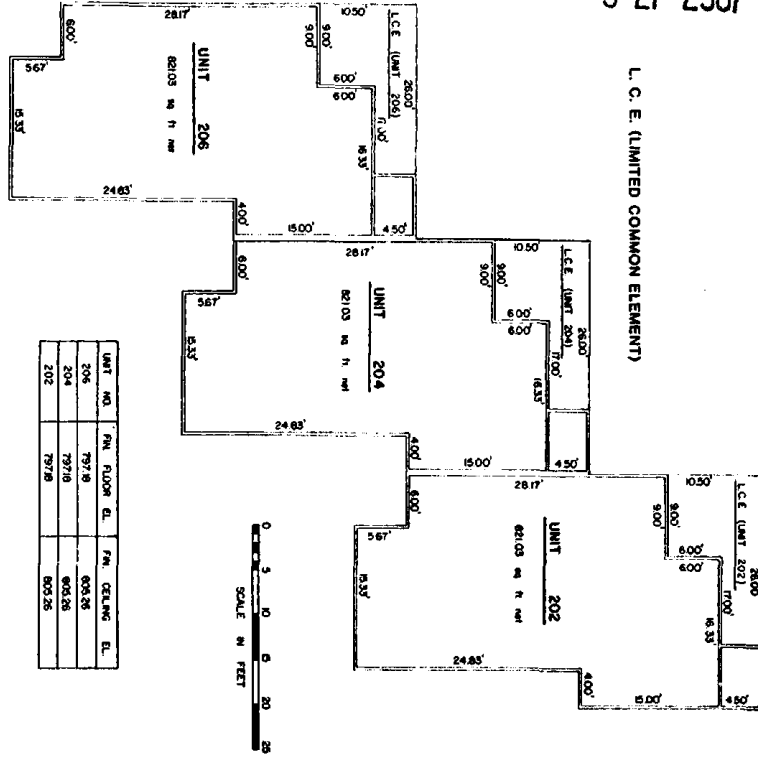 L. C. E. (LIMITED COMMON ELEMENT)
10.50'
26.00'
L.C.E. (UNIT 206)
28.17'
9.00'
9.00'
6.00'
6.00'
16.33'
4.50'
15.00'
4.00'
24.83'
15.33'
5.67'
6.00'
UNIT 206
821.03 sq ft net
10.50'
26.00'
L.C.E. (UNIT 204)
17.00'
28.17'
9.00'
9.00'
6.00'
6.00'
16.33'
4.50'
15.00'
4.00'
24.83'
15.33'
5.67'
6.00'
UNIT 204
821.03 sq ft net
10.50'
26.00'
L.C.E. (UNIT 202)
17.00'
28.17'
9.00'
9.00'
6.00'
6.00'
16.33'
4.50'
15.00'
4.00'
24.83'
15.33'
5.67'
6.00'
UNIT 202
821.03 sq ft net
UNIT NO. FIN. FLOOR EL. FIN. CEILING EL.
206 797.18 805.26
204 797.18 805.26
202 797.18 805.26
0 5 10 15 20 25
SCALE IN FEET